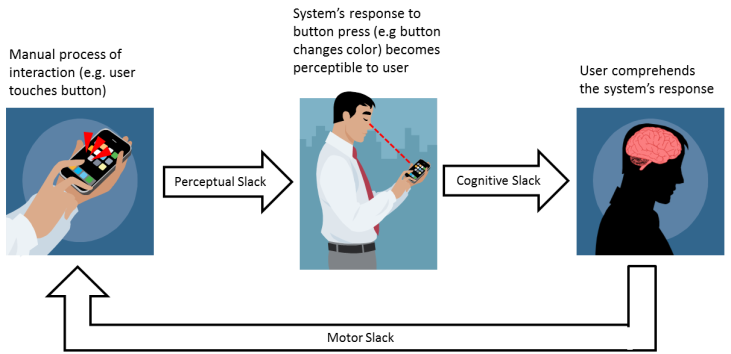 Manual process of
interaction (e.g. user
touches button)
System's response to
button press (e.g button
changes color) becomes
perceptible to user
User comprehends
the system's response
Perceptual Slack
Cognitive Slack
Motor Slack